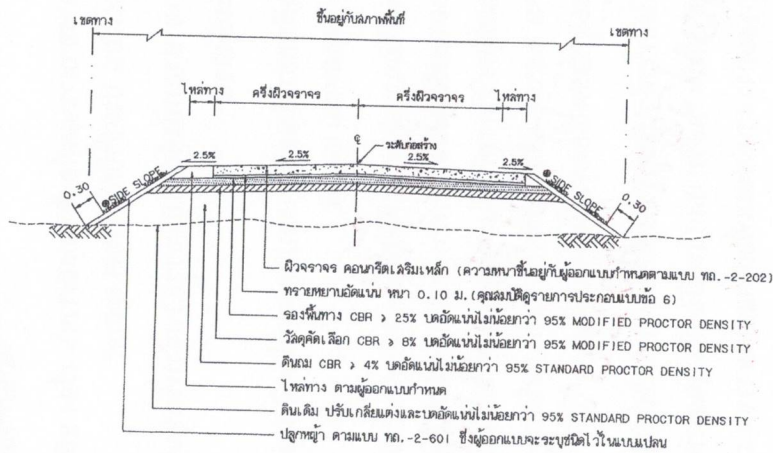 ขึ้นอยู่กับสภาพพื้นที่
เขตทาง
เขตทาง
ไหล่ทาง
ครึ่งผิวจราจร
ครึ่งผิวจราจร
ไหล่ทาง
ระดับก่อสร้าง
2.5%
2.5%
2.5%
2.5%
0.30
SIDE SLOPE
SIDE SLOPE
0.30
ผิวจราจร คอนกรีตเสริมเหล็ก (ความหนาขึ้นอยู่กับผู้ออกแบบกำหนดตามแบบ ทถ.-2-202)
ทรายหยาบอัดแน่น หนา 0.10 ม.(คุณสมบัติดูรายการประกอบแบบข้อ 6)
รองพื้นทาง CBR ≥ 25% บดอัดแน่นไม่น้อยกว่า 95% MODIFIED PROCTOR DENSITY
วัสดุคัดเลือก CBR ≥ 8% บดอัดแน่นไม่น้อยกว่า 95% MODIFIED PROCTOR DENSITY
ดินถม CBR ≥ 4% บดอัดแน่นไม่น้อยกว่า 95% STANDARD PROCTOR DENSITY
ไหล่ทาง ตามผู้ออกแบบกำหนด
ดินเดิม ปรับเกลี่ยแต่งและบดอัดแน่นไม่น้อยกว่า 95% STANDARD PROCTOR DENSITY
ปลูกหญ้า ตามแบบ ทถ.-2-601 ซึ่งผู้ออกแบบจะระบุชนิดไว้ในแบบแปลน